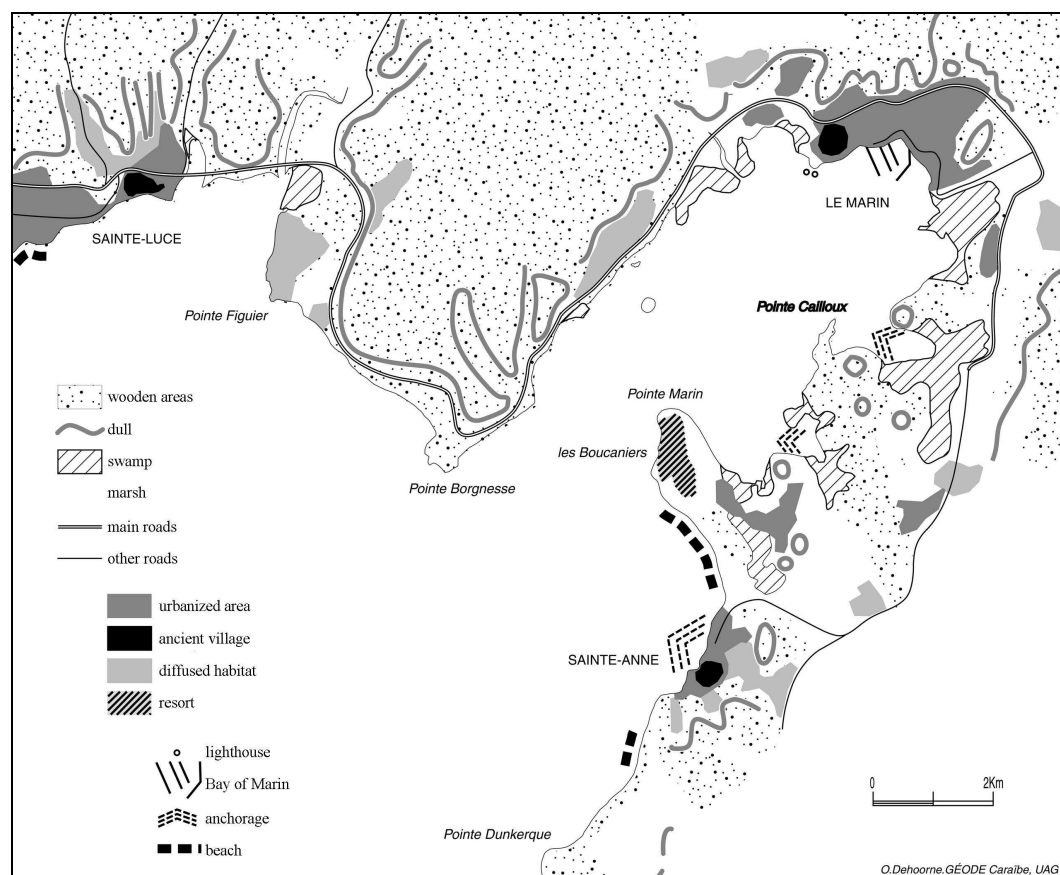 LE MARIN
SAINTE-LUCE
Pointe Cailloux
Pointe Figuier
Pointe Marin
les Boucaniers
Pointe Borgnesse
SAINTE-ANNE
Pointe Dunkerque
wooden areas
dull
swamp
marsh
main roads
other roads
urbanized area
ancient village
diffused habitat
resort
lighthouse
Bay of Marin
anchorage
beach
0 2Km
O.Dehoorne.GÉODE Caraïbe, UAG